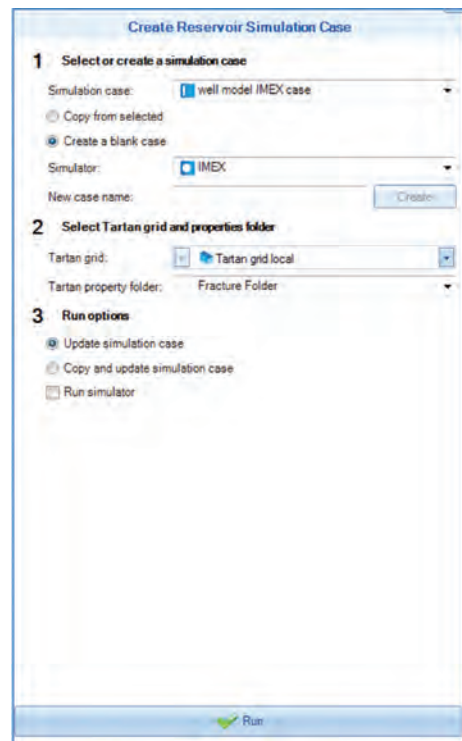 Create Reservoir Simulation Case
1 Select or create a simulation case
Simulation case: well model IMEX case
Copy from selected
Create a blank case
Simulator: IMEX
New case name: Create
2 Select Tartan grid and properties folder
Tartan grid: Tartan grid local
Tartan property folder: Fracture Folder
3 Run options
Update simulation case
Copy and update simulation case
Run simulator
Run